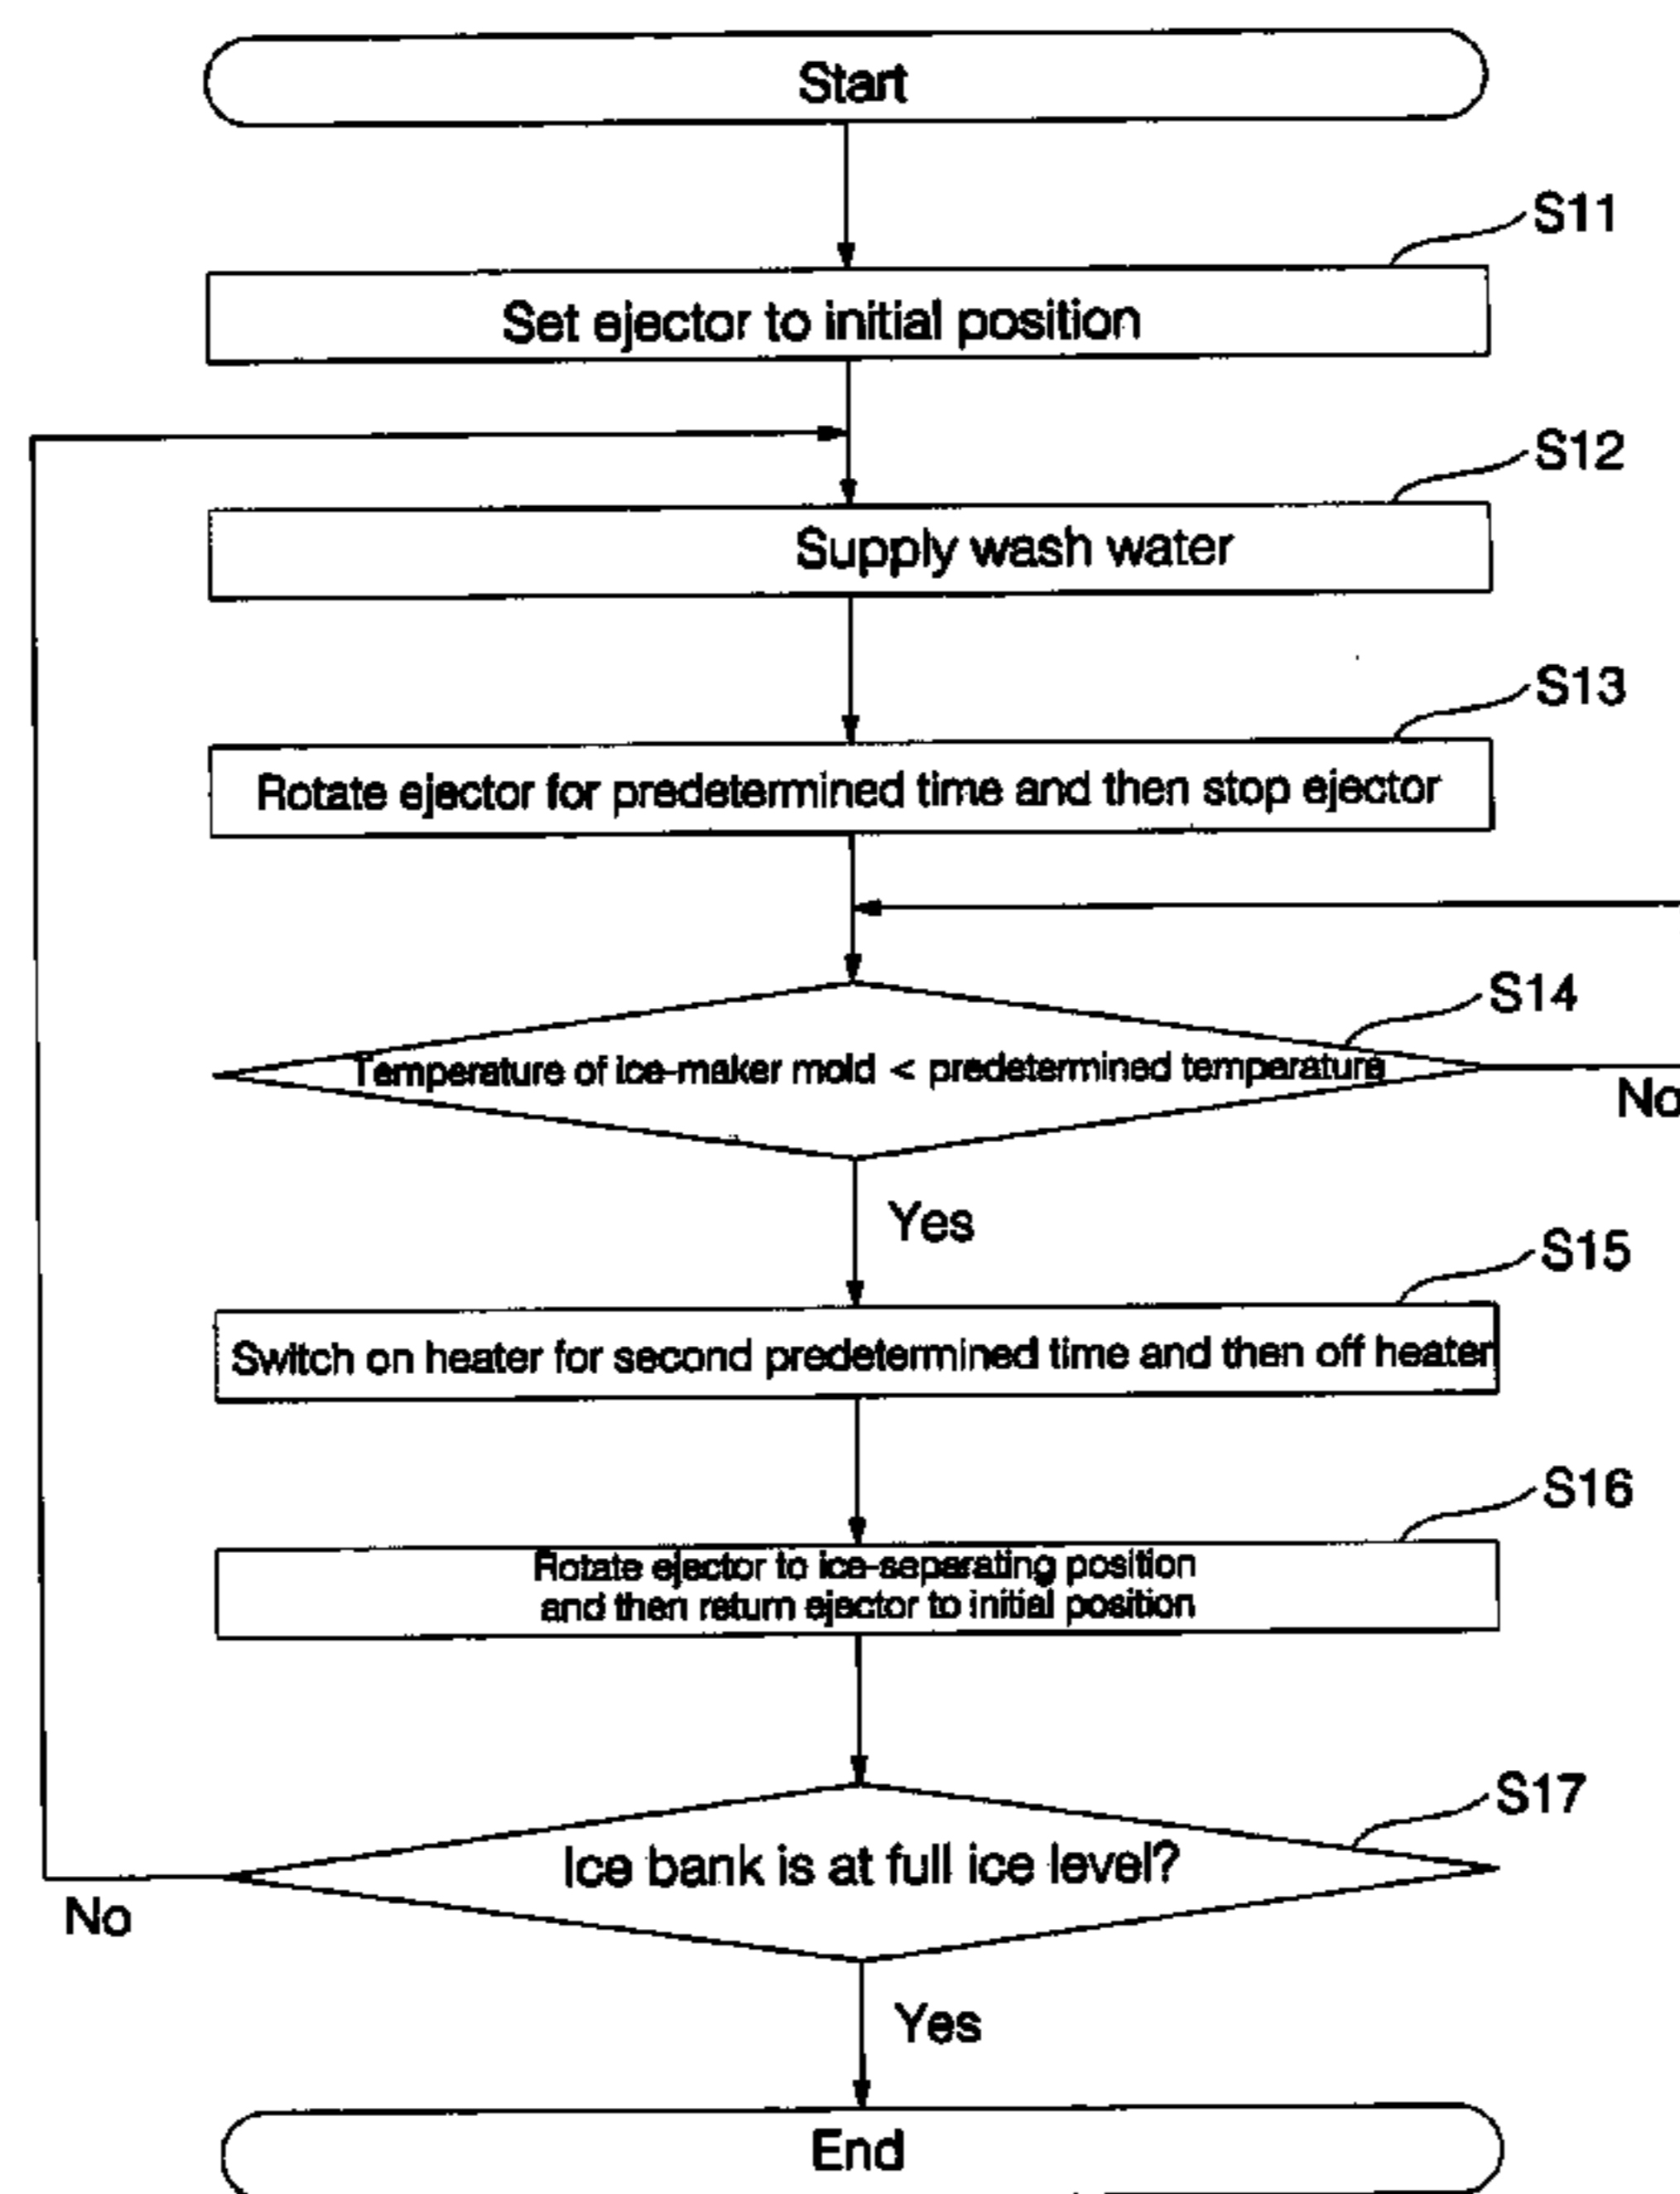 Start
S11
Set ejector to initial position
S12
Supply wash water
S13
Rotate ejector for predetermined time and then stop ejector
S14
Temperature of ice-maker mold < predetermined temperature
No
Yes
S15
Switch on heater for second predetermined time and then off heater
S16
Rotate ejector to ice-separating position
and then return ejector to initial position
S17
Ice bank is at full ice level?
No
Yes
End